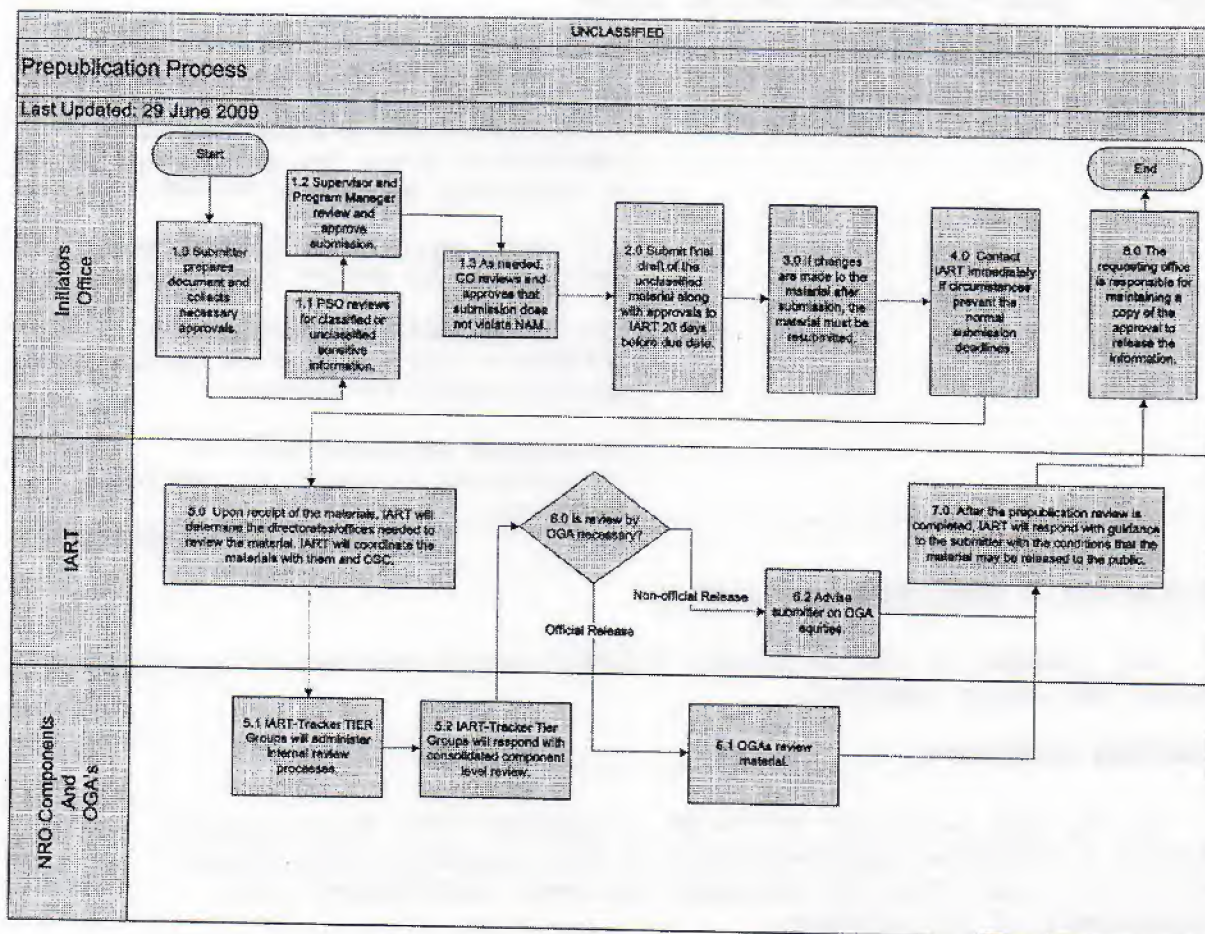 UNCLASSIFIED
Prepublication Process
Last Updated: 29 June 2009
Initiators
Office
Start
1.0 Submitter
prepares
document and
collects
necessary
approvals.
1.2 Supervisor and
Program Manager
review and
approve
submission.
1.1 PSO reviews
for classified or
unclassified
sensitive
information.
1.3 As needed,
CO reviews and
approves that
submission does
not violate NAM.
2.0 Submit final
draft of the
unclassified
material along
with approvals to
IART 20 days
before due date.
3.0 If changes
are made to the
material after
submission, the
material must be
resubmitted.
4.0 Contact
IART immediately
if circumstances
prevent the
normal
submission
deadlines.
End
8.0 The
requesting office
is responsible for
maintaining a
copy of the
approval to
release the
information.
IART
5.0 Upon receipt of the materials, IART will
determine the directorates/offices needed to
review the material. IART will coordinate the
materials with them and OGC.
6.0 Is review by
OGA necessary?
Non-official Release
Official Release
6.2 Advise
submitter on OGA
equities.
7.0 After the prepublication review is
completed, IART will respond with guidance
to the submitter with the conditions that the
material may be released to the public.
NRO Components
And
OGA's
5.1 IART-Tracker TIER
Groups will administer
internal review
processes.
5.2 IART-Tracker Tier
Groups will respond with
consolidated component
level review.
6.1 OGAs review
material.